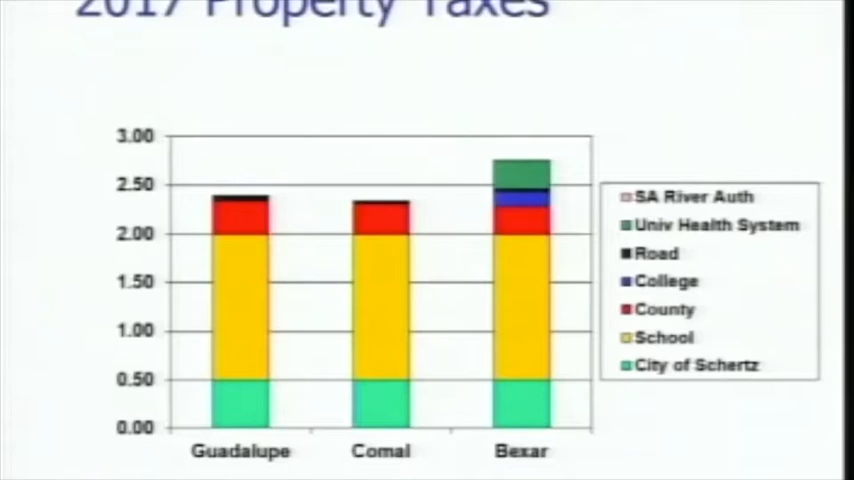 2017 Property Taxes
3.00
2.50
2.00
1.50
1.00
0.50
0.00
Guadalupe Comal Bexar
SA River Auth
Univ Health System
Road
College
County
School
City of Schertz